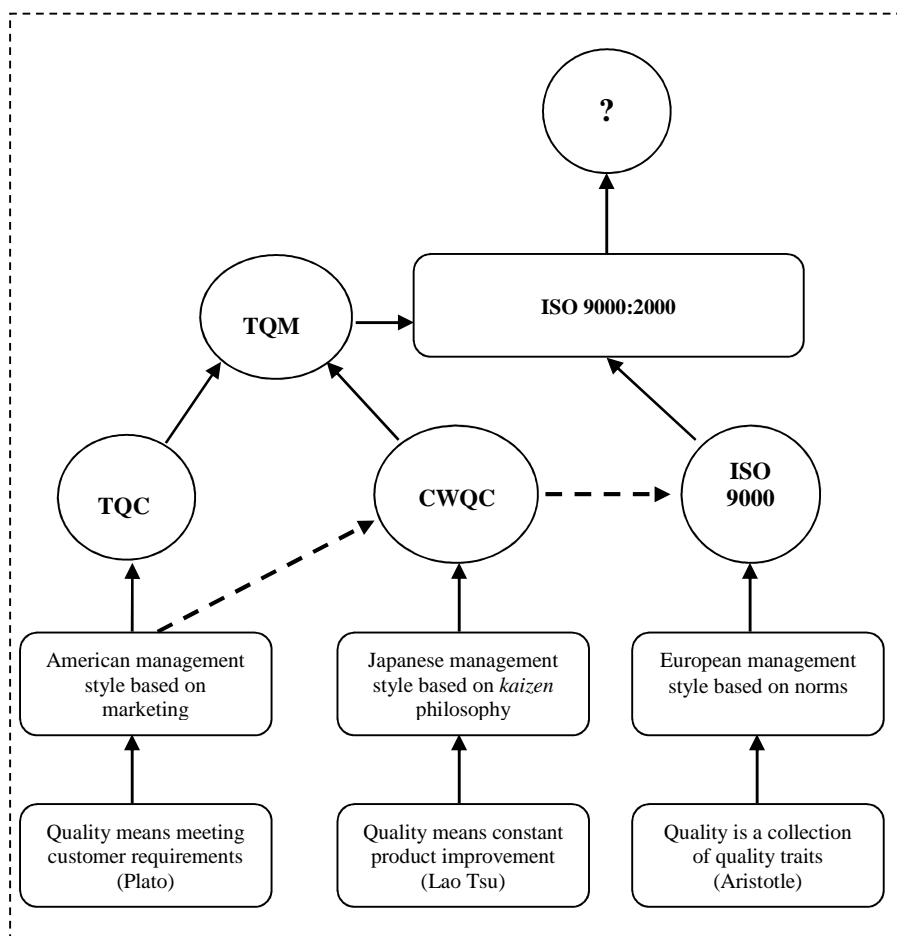 ?
ISO 9000:2000
TQM
TQC
CWQC
ISO
9000
American management
style based on
marketing
Japanese management
style based on kaizen
philosophy
European management
style based on norms
Quality means meeting
customer requirements
(Plato)
Quality means constant
product improvement
(Lao Tsu)
Quality is a collection
of quality traits
(Aristotle)